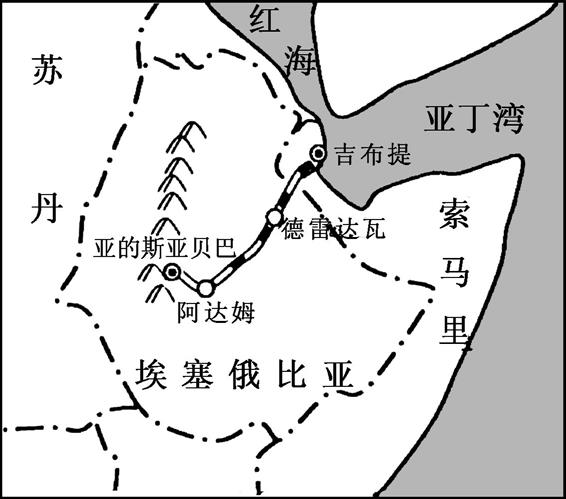 红海
苏丹
亚丁湾
吉布提
德雷达瓦
索马里
亚的斯亚贝巴
阿达姆
埃塞俄比亚